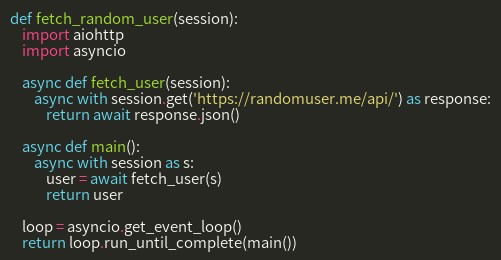 def fetch_random_user(session):
    import aiohttp
    import asyncio

    async def fetch_user(session):
        async with session.get('https://randomuser.me/api/') as response:
            return await response.json()

    async def main():
        async with session as s:
            user = await fetch_user(s)
            return user

    loop = asyncio.get_event_loop()
    return loop.run_until_complete(main())